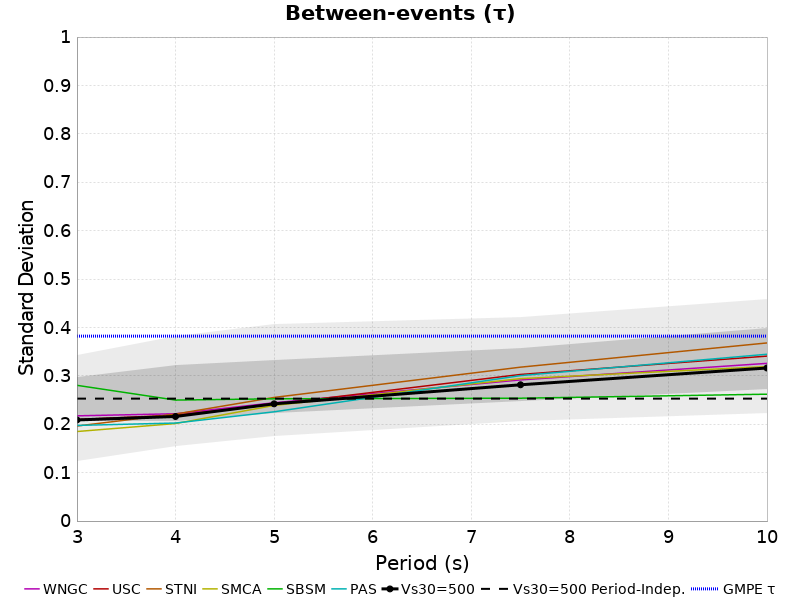 Between-events (τ)
1
0.9
0.8
0.7
0.6
0.5
0.4
0.3
0.2
0.1
0
Standard Deviation
3 4 5 6 7 8 9 10
Period (s)
WNGC USC STNI SMCA SBSM PAS Vs30=500 Vs30=500 Period-Indep. GMPE τ